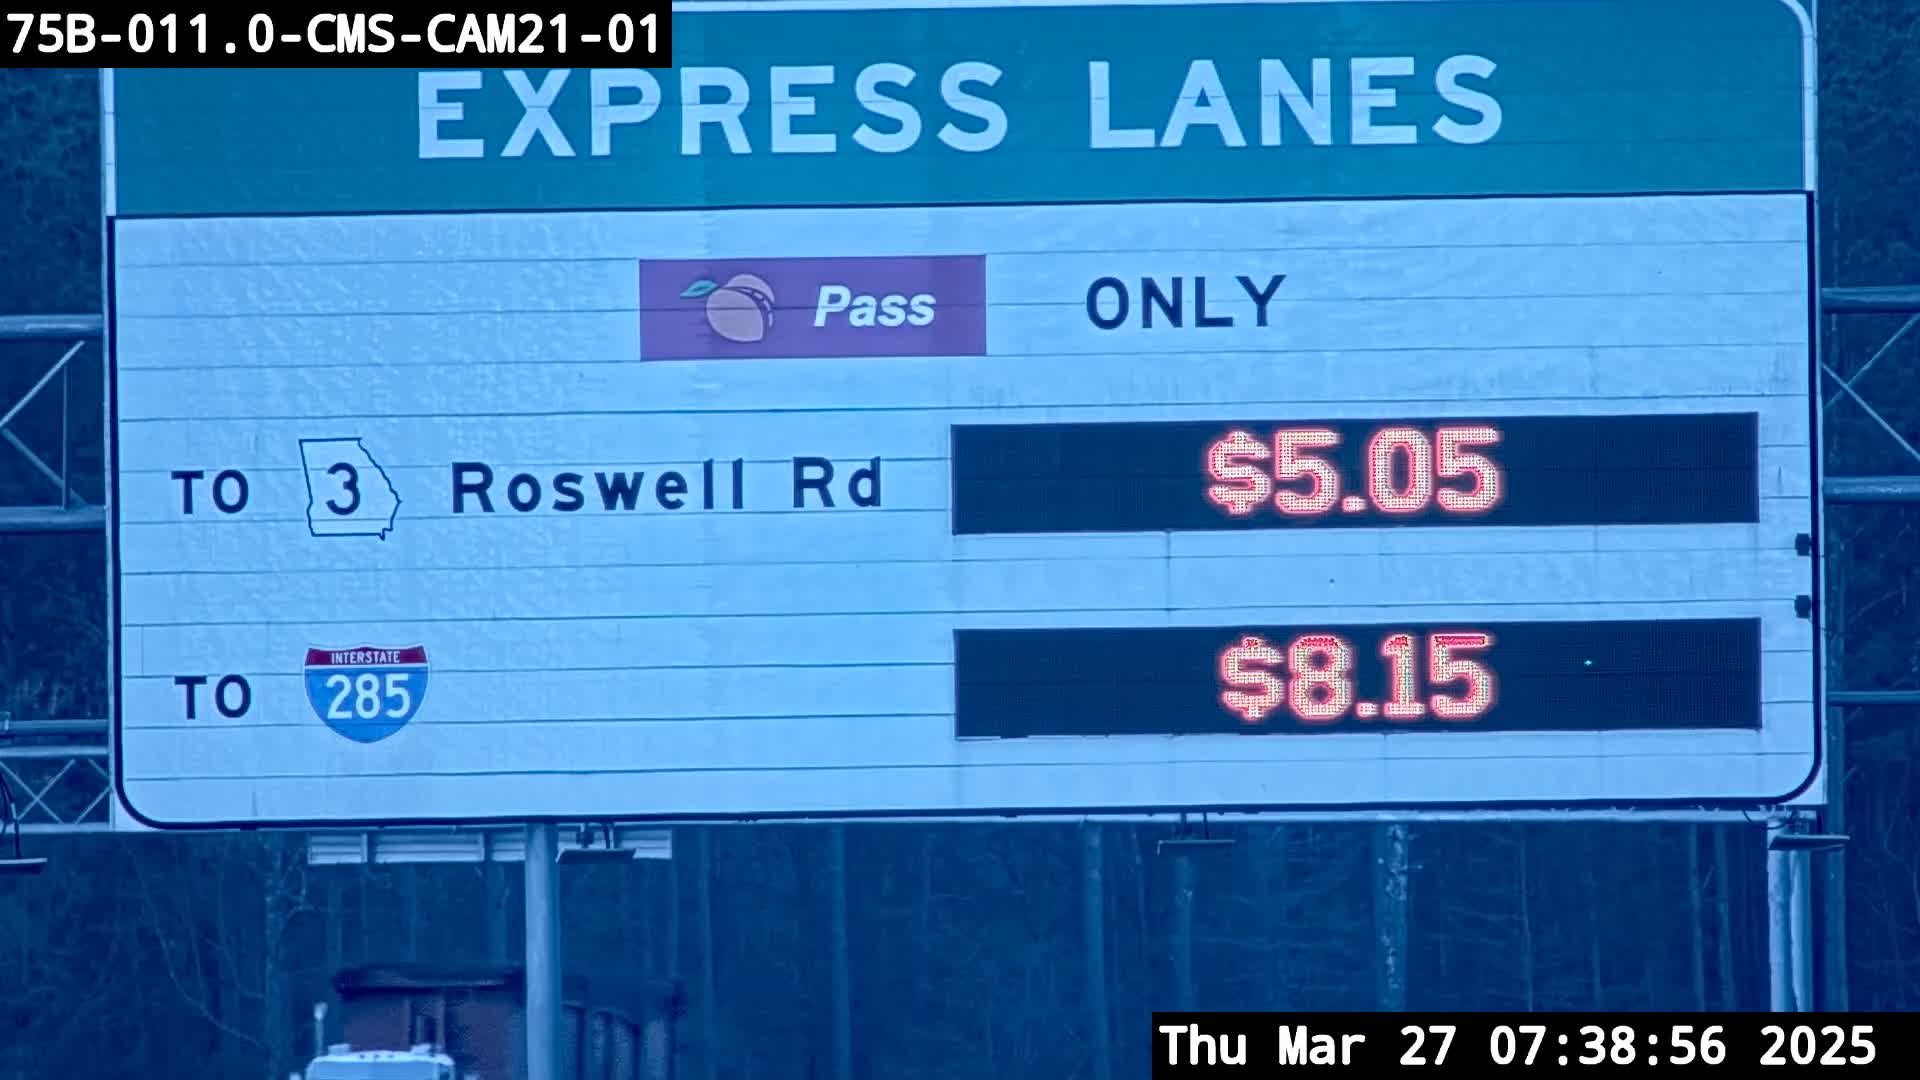 75B-011.0-CMS-CAM21-01
EXPRESS LANES
Pass ONLY
TO 3 Roswell Rd $5.05
TO INTERSTATE 285 $8.15
Thu Mar 27 07:38:56 2025